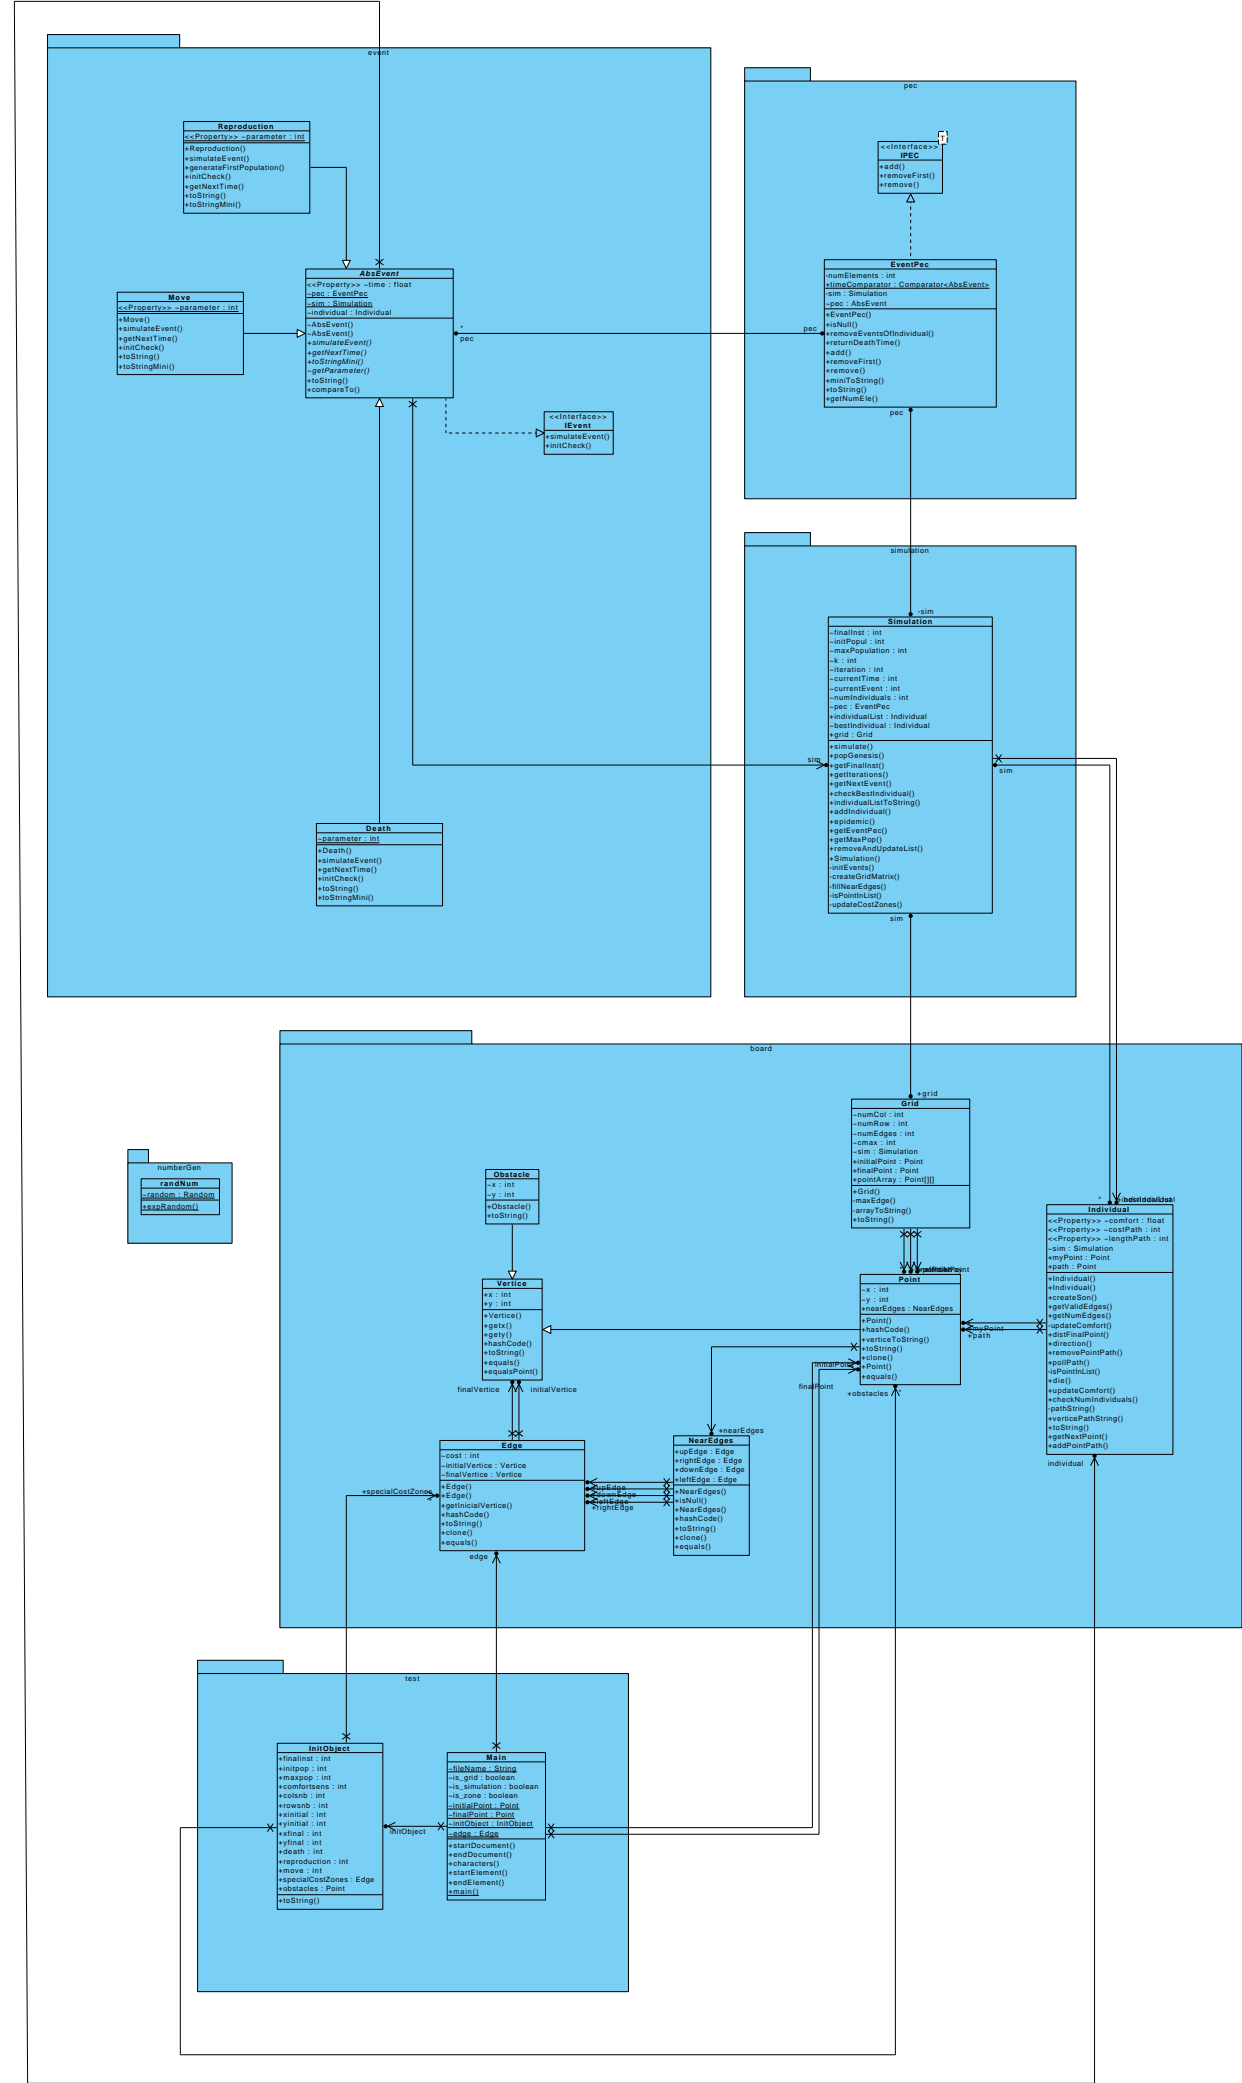 event
Reproduction
<<Property>> ~parameter : int
+Reproduction()
+simulateEvent()
+generateFirstPopulation()
+initCheck()
+getNextTime()
+toString()
+toStringMini()
Move
<<Property>> ~parameter : int
+Move()
+simulateEvent()
+getNextTime()
+initCheck()
+toString()
+toStringMini()
AbsEvent
<<Property>> ~time : float
~pec : EventPec
~sim : Simulation
~individual : Individual
~AbsEvent()
~AbsEvent()
+simulateEvent()
+getNextTime()
+toStringMini()
~getParameter()
+toString()
+compareTo()
*
pec
pec
<<Interface>>
IEvent
+simulateEvent()
+initCheck()
Death
~parameter : int
+Death()
+simulateEvent()
+getNextTime()
+initCheck()
+toString()
+toStringMini()
pec
T
<<Interface>>
IPEC
+add()
+removeFirst()
+remove()
EventPec
-numElements : int
+timeComparator : Comparator<AbsEvent>
-sim : Simulation
~pec : AbsEvent
+EventPec()
+isNull()
+removeEventsOfIndividual()
+returnDeathTime()
+add()
+removeFirst()
+remove()
+miniToString()
+toString()
+getNumEle()
pec
simulation
-sim
Simulation
~finalInst : int
~initPopul : int
~maxPopulation : int
~k : int
~iteration : int
~currentTime : int
~currentEvent : int
~numIndividuals : int
~pec : EventPec
+individualList : Individual
~bestIndividual : Individual
+grid : Grid
+simulate()
+popGenesis()
+getFinalInst()
+getIterations()
+getNextEvent()
+checkBestIndividual()
+individualListToString()
+addIndividual()
+epidemic()
+getEventPec()
+getMaxPop()
+removeAndUpdateList()
+Simulation()
-initEvents()
-createGridMatrix()
-fillNearEdges()
-isPointInList()
-updateCostZones()
sim
sim
sim
board
+grid
Grid
~numCol : int
~numRow : int
~numEdges : int
~cmax : int
~sim : Simulation
+initialPoint : Point
+finalPoint : Point
+pointArray : Point[][]
+Grid()
-maxEdge()
-arrayToString()
+toString()
numberGen
randNum
~random : Random
+expRandom()
Obstacle
~x : int
~y : int
+Obstacle()
+toString()
*
Individual
<<Property>> ~comfort : float
<<Property>> ~costPath : int
<<Property>> ~lengthPath : int
~sim : Simulation
+myPoint : Point
+path : Point
+Individual()
+Individual()
+createSon()
+getValidEdges()
+getNumEdges()
-updateComfort()
+distFinalPoint()
+direction()
+removePointPath()
+pollPath()
-isPointInList()
+die()
+updateComfort()
+checkNumIndividuals()
-pathString()
+verticePathString()
+toString()
+getNextPoint()
+addPointPath()
individual
Vertice
+x : int
+y : int
+Vertice()
+getx()
+gety()
+hashCode()
+toString()
+equals()
+equalsPoint()
finalVertice
initialVertice
Point
~x : int
~y : int
+nearEdges : NearEdges
+Point()
+hashCode()
+verticeToString()
+toString()
+clone()
+Point()
+equals()
+myPoint
+path
initialPoint
finalPoint
+obstacles
*
+nearEdges
NearEdges
+upEdge : Edge
+rightEdge : Edge
+downEdge : Edge
+leftEdge : Edge
+NearEdges()
+isNull()
+NearEdges()
+hashCode()
+toString()
+clone()
+equals()
Edge
~cost : int
~initialVertice : Vertice
~finalVertice : Vertice
+Edge()
+Edge()
+getInicialVertice()
+hashCode()
+toString()
+clone()
+equals()
+upEdge
+downEdge
+leftEdge
+rightEdge
+specialCostZones
edge
test
InitObject
+finalinst : int
+initpop : int
+maxpop : int
+comfortsens : int
+colsnb : int
+rowsnb : int
+xinitial : int
+yinitial : int
+xfinal : int
+yfinal : int
+death : int
+reproduction : int
+move : int
+specialCostZones : Edge
+obstacles : Point
+toString()
initObject
Main
~fileName : String
~is_grid : boolean
~is_simulation : boolean
~is_zone : boolean
~initialPoint : Point
~finalPoint : Point
~initObject : InitObject
~edge : Edge
+startDocument()
+endDocument()
+characters()
+startElement()
+endElement()
+main()